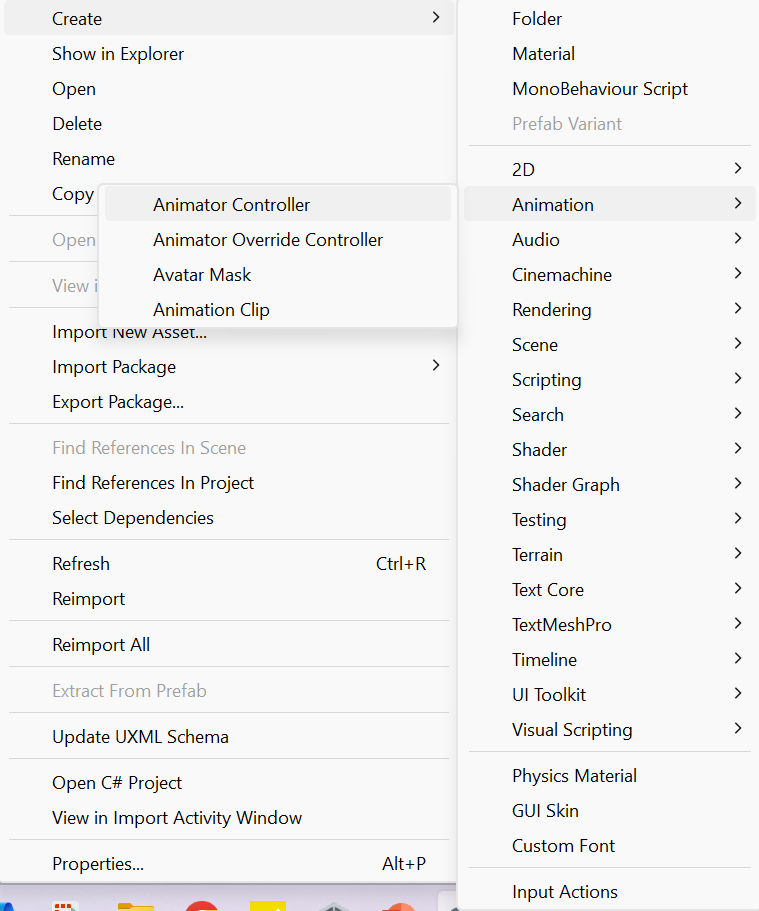 Create
Show in Explorer
Open
Delete
Rename
Copy
Open
View i
Import New Asset...
Import Package
Export Package...
Find References In Scene
Find References In Project
Select Dependencies
Refresh Ctrl+R
Reimport
Reimport All
Extract From Prefab
Update UXML Schema
Open C# Project
View in Import Activity Window
Properties... Alt+P
Animator Controller
Animator Override Controller
Avatar Mask
Animation Clip
Folder
Material
MonoBehaviour Script
Prefab Variant
2D
Animation
Audio
Cinemachine
Rendering
Scene
Scripting
Search
Shader
Shader Graph
Testing
Terrain
Text Core
TextMeshPro
Timeline
UI Toolkit
Visual Scripting
Physics Material
GUI Skin
Custom Font
Input Actions